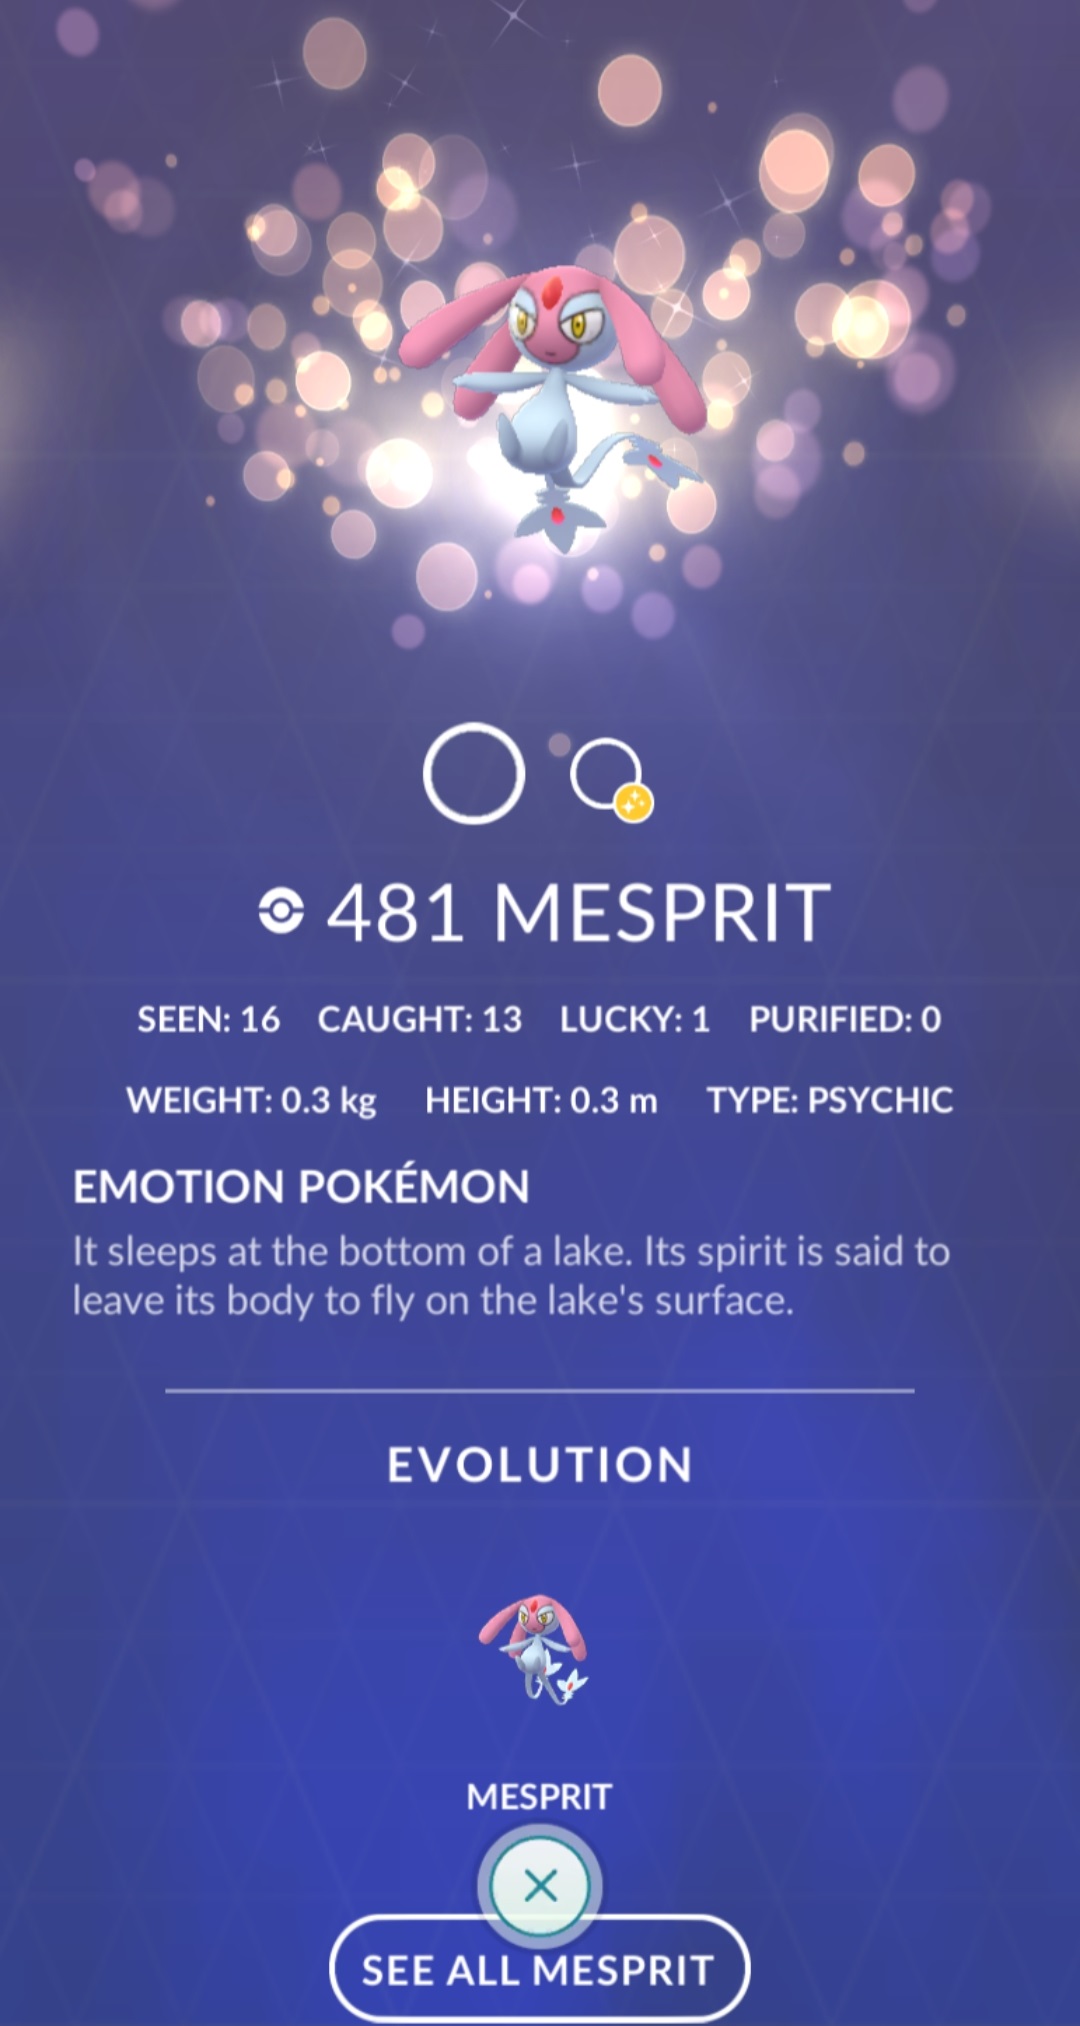 481 MESPRIT
SEEN: 16 CAUGHT: 13 LUCKY: 1 PURIFIED: 0
WEIGHT: 0.3 kg HEIGHT: 0.3 m TYPE: PSYCHIC
EMOTION POKÉMON
It sleeps at the bottom of a lake. Its spirit is said to
leave its body to fly on the lake's surface.
EVOLUTION
MESPRIT
SEE ALL MESPRIT